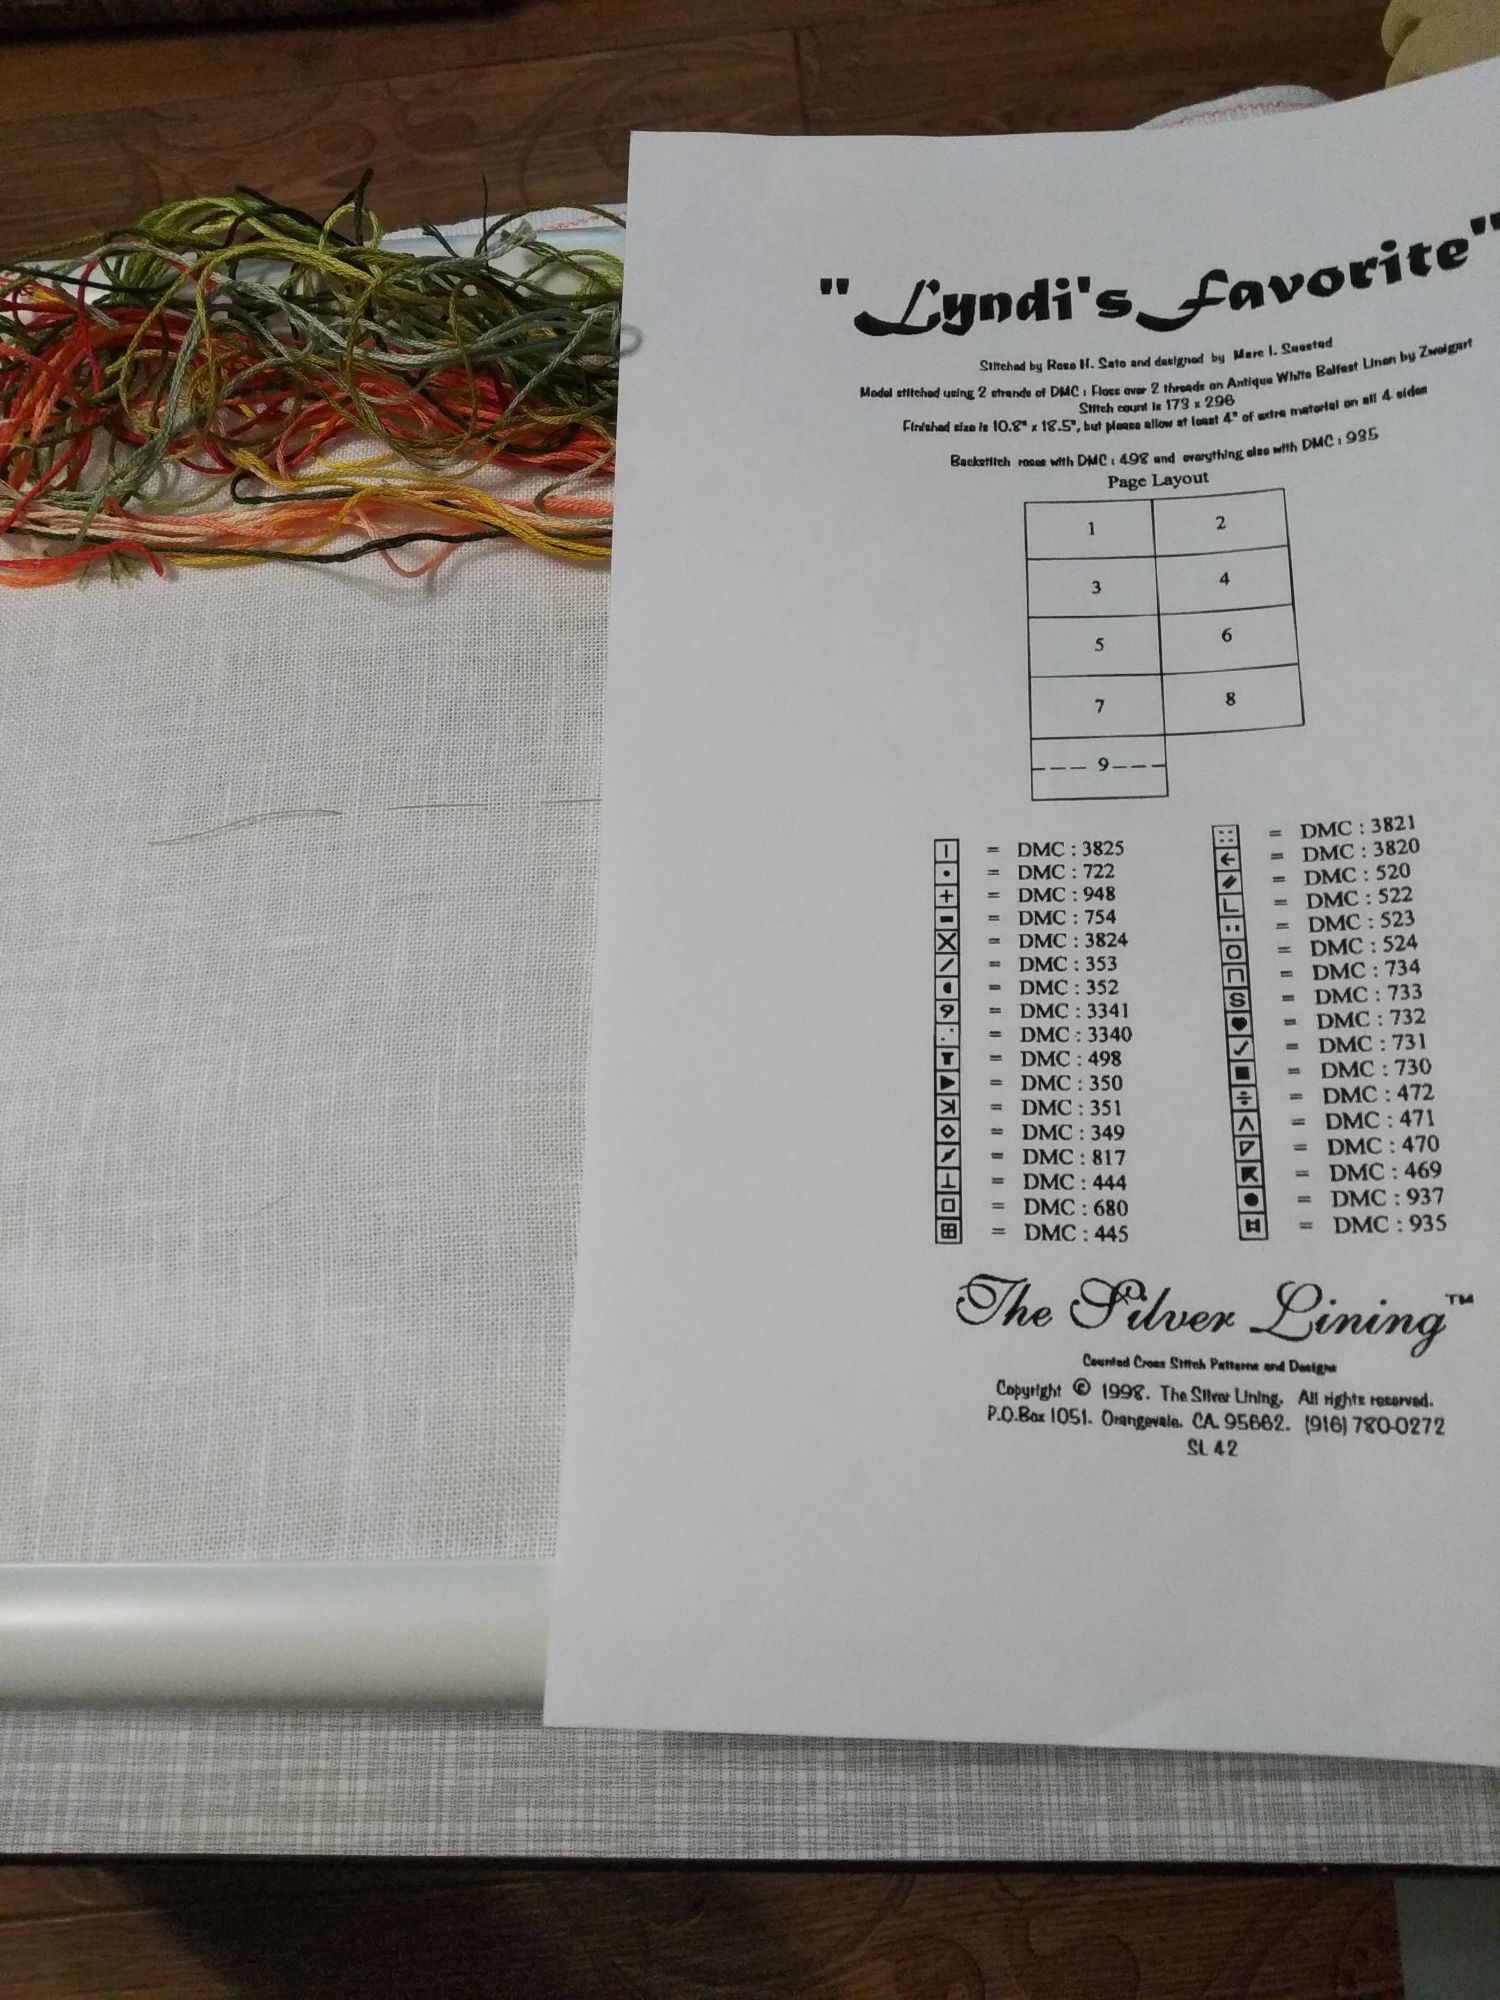 "Lyndi's Favorite"
Stitched by Rose H. Sato and designed by Marc I. Saastad
Model stitched using 2 strands of DMC : Floss over 2 threads on Antique White Belfast Linen by Zweigart
Stitch count is 173 x 296
Finished size is 10.8" x 18.5", but please allow at least 4" of extra material on all 4 sides
Backstitch roses with DMC : 498 and everything else with DMC : 935
Page Layout
1 2
3 4
5 6
7 8
9
= DMC : 3825
= DMC : 722
+ = DMC : 948
= DMC : 754
X = DMC : 3824
/ = DMC : 353
= DMC : 352
9 = DMC : 3341
= DMC : 3340
= DMC : 498
= DMC : 350
= DMC : 351
= DMC : 349
= DMC : 817
= DMC : 444
= DMC : 680
= DMC : 445
= DMC : 3821
← = DMC : 3820
= DMC : 520
L = DMC : 522
= DMC : 523
= DMC : 524
= DMC : 734
S = DMC : 733
= DMC : 732
✓ = DMC : 731
■ = DMC : 730
÷ = DMC : 472
= DMC : 471
= DMC : 470
= DMC : 469
● = DMC : 937
= DMC : 935
The Silver Lining™
Counted Cross Stitch Patterns and Designs
Copyright © 1998. The Silver Lining. All rights reserved.
P.O.Box 1051. Orangevale. CA. 95662. (916) 780-0272
SL 42